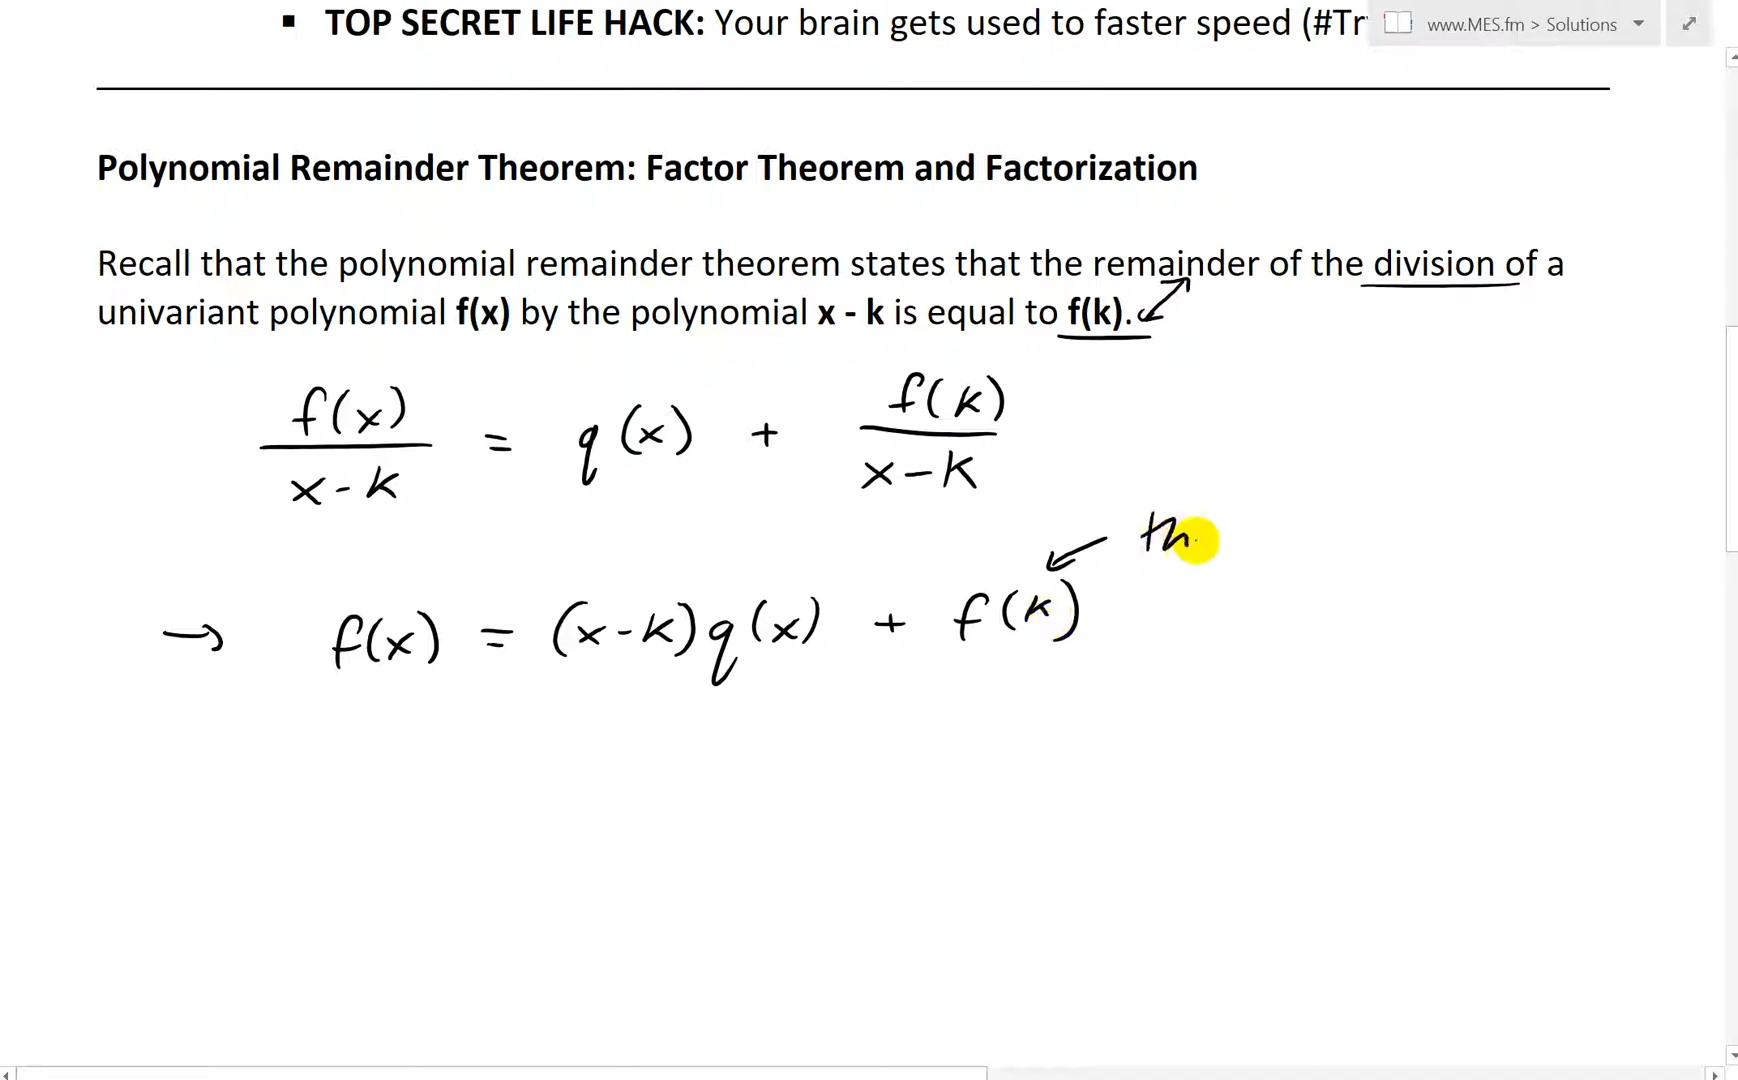 ▪ TOP SECRET LIFE HACK: Your brain gets used to faster speed (#Tr
www.MES.fm > Solutions
Polynomial Remainder Theorem: Factor Theorem and Factorization
Recall that the polynomial remainder theorem states that the remainder of the division of a
univariant polynomial f(x) by the polynomial x - k is equal to f(k).
f(x)/(x-k) = q(x) + f(k)/(x-k)
th
→ f(x) = (x-k)q(x) + f(k)